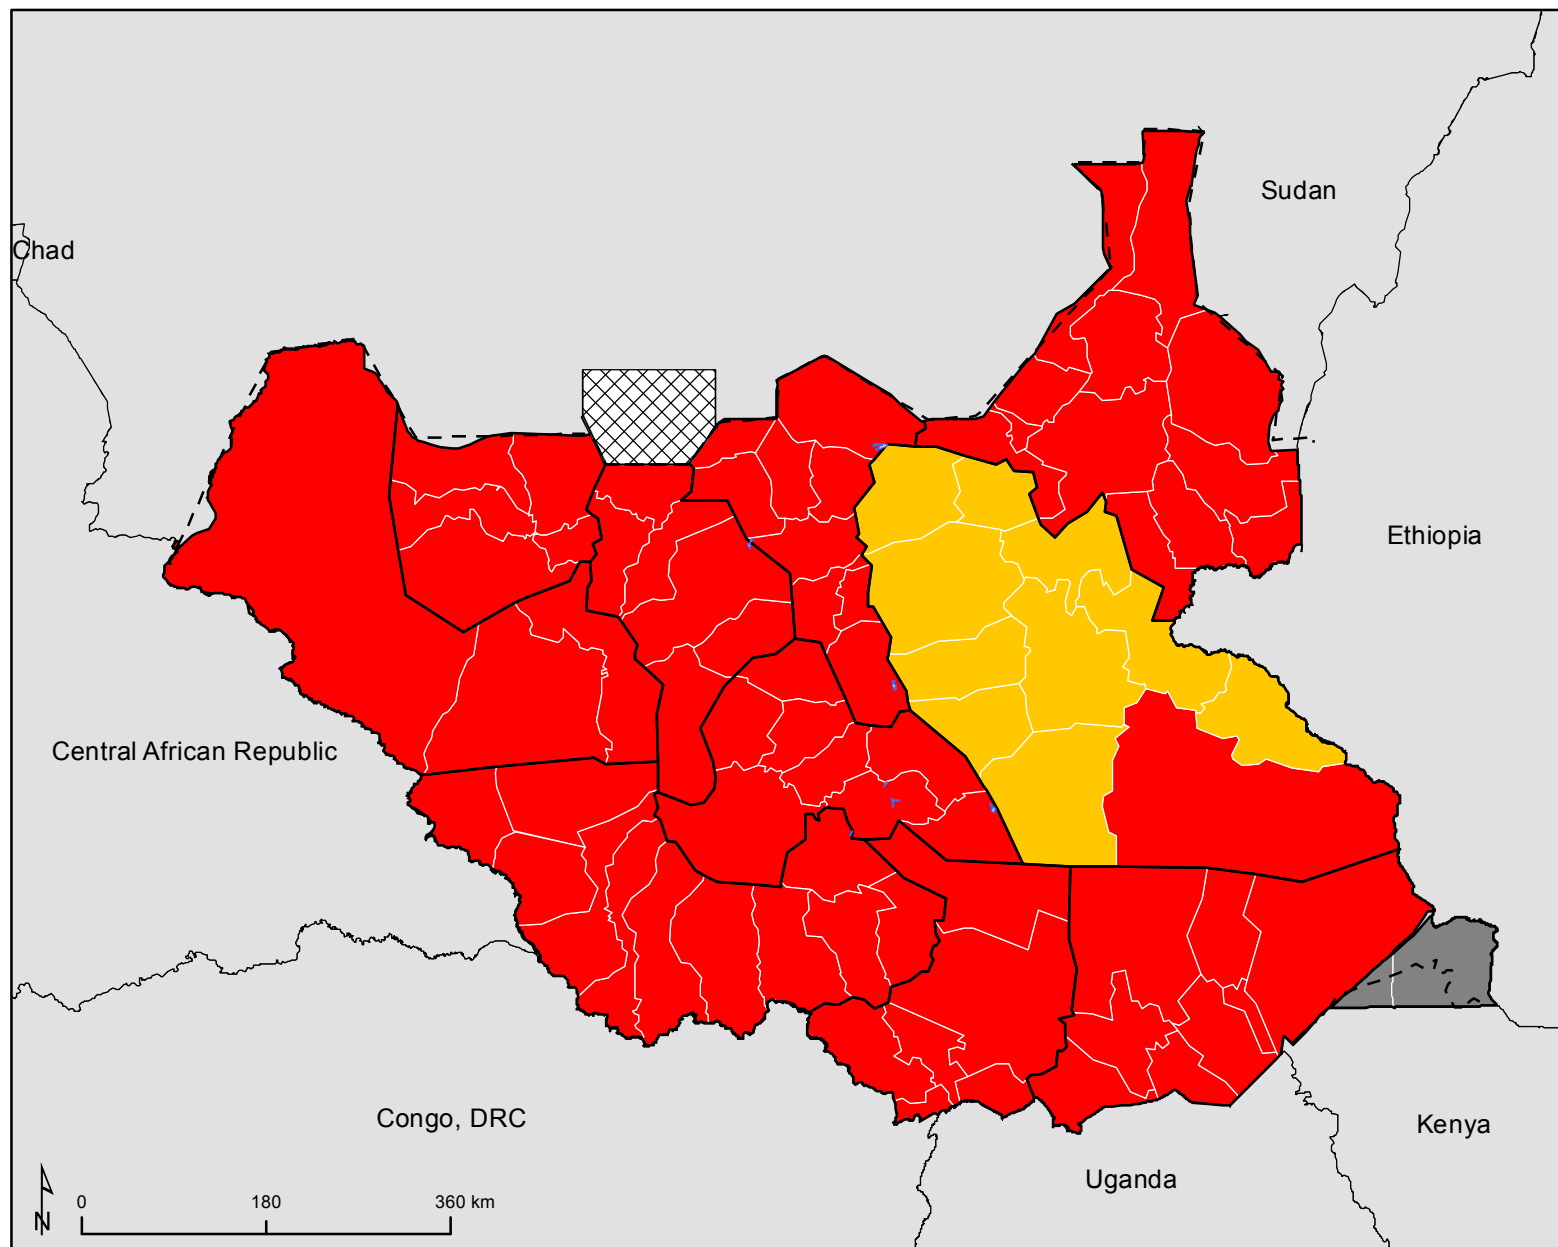 Sudan
Chad
Ethiopia
Central African Republic
Congo, DRC
Kenya
Uganda
N
0 180 360 km